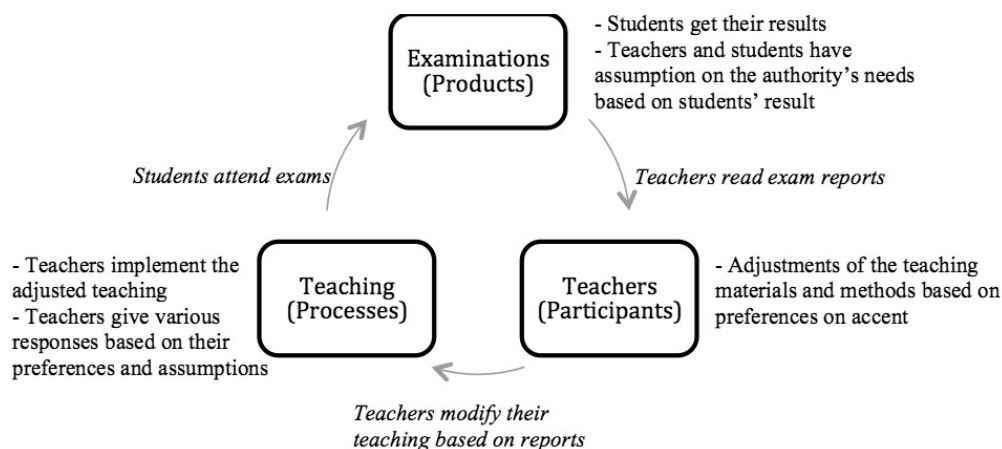 Examinations
(Products)
- Students get their results
- Teachers and students have
assumption on the authority’s needs
based on students’ result
Students attend exams
Teachers read exam reports
- Teachers implement the
adjusted teaching
- Teachers give various
responses based on their
preferences and assumptions
Teaching
(Processes)
Teachers
(Participants)
- Adjustments of the teaching
materials and methods based on
preferences on accent
Teachers modify their
teaching based on reports